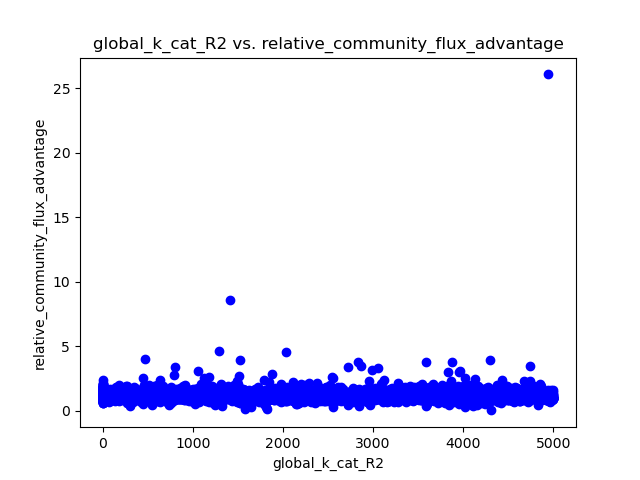 global_k_cat_R2 vs. relative_community_flux_advantage
relative_community_flux_advantage
25
20
15
10
5
0
0 1000 2000 3000 4000 5000
global_k_cat_R2